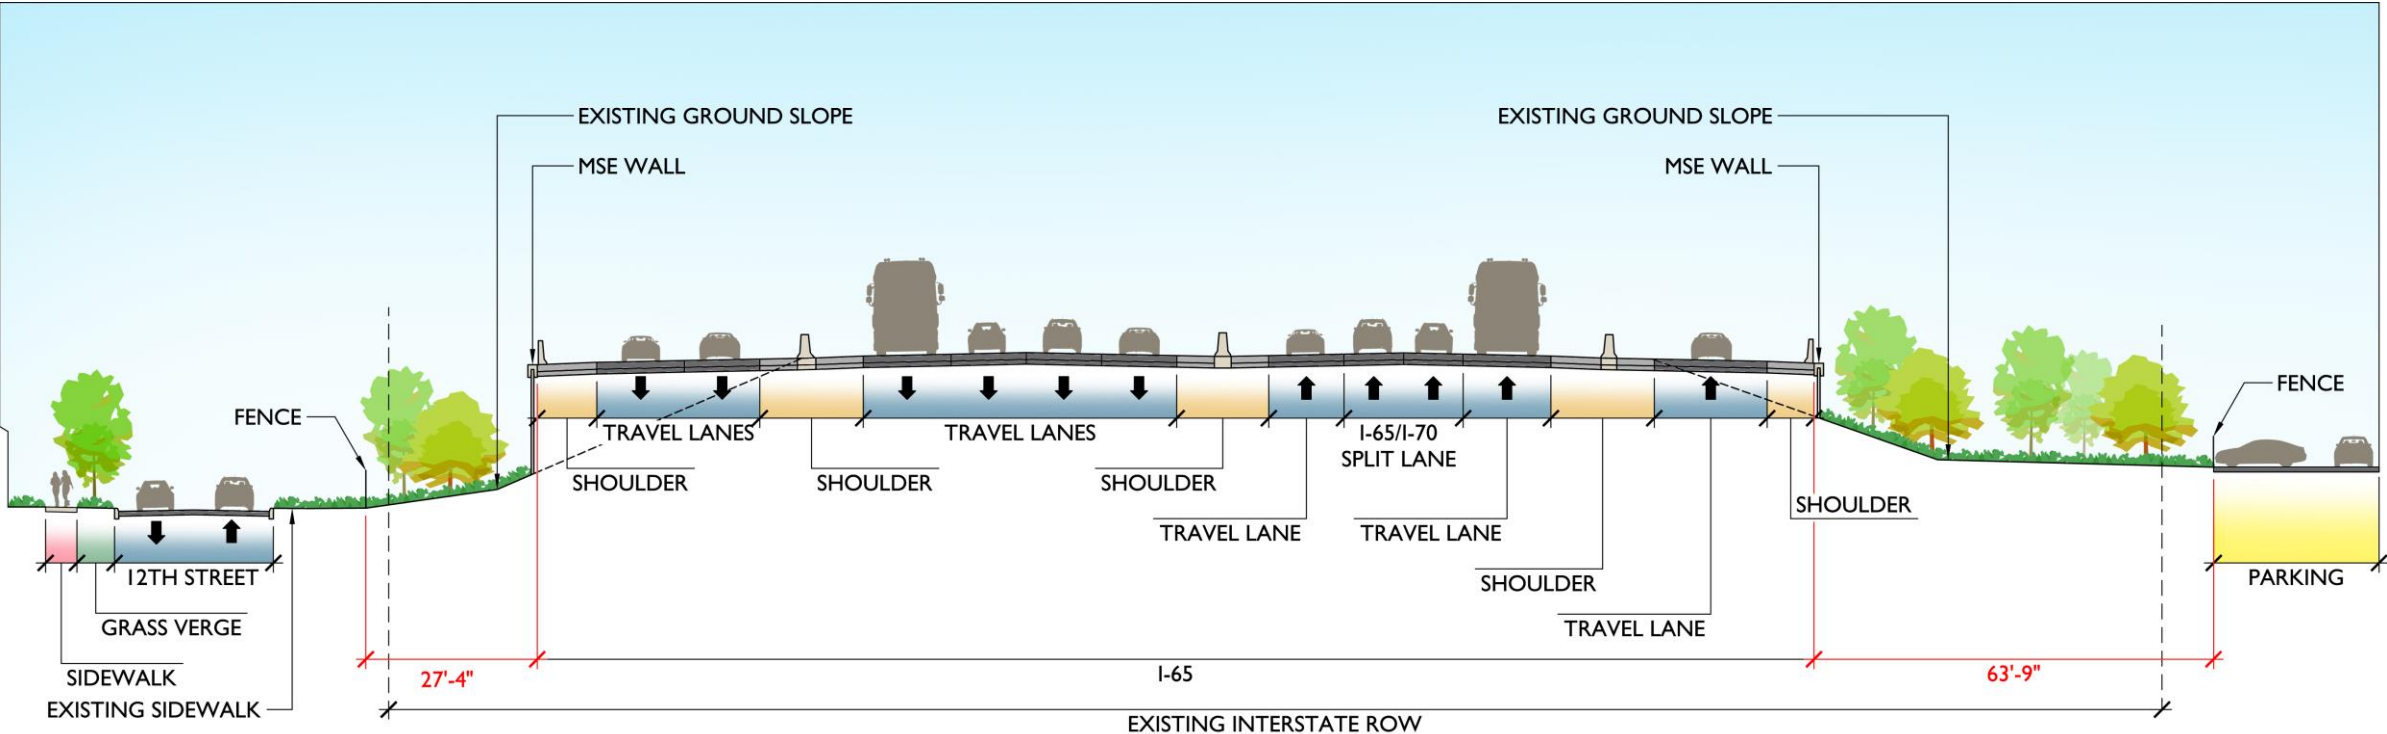 EXISTING GROUND SLOPE
EXISTING GROUND SLOPE
MSE WALL
MSE WALL
FENCE
FENCE
TRAVEL LANES
TRAVEL LANES
I-65/I-70
SPLIT LANE
SHOULDER
SHOULDER
SHOULDER
SHOULDER
TRAVEL LANE
TRAVEL LANE
12TH STREET
SHOULDER
PARKING
GRASS VERGE
TRAVEL LANE
SIDEWALK
27'-4"
I-65
63'-9"
EXISTING SIDEWALK
EXISTING INTERSTATE ROW